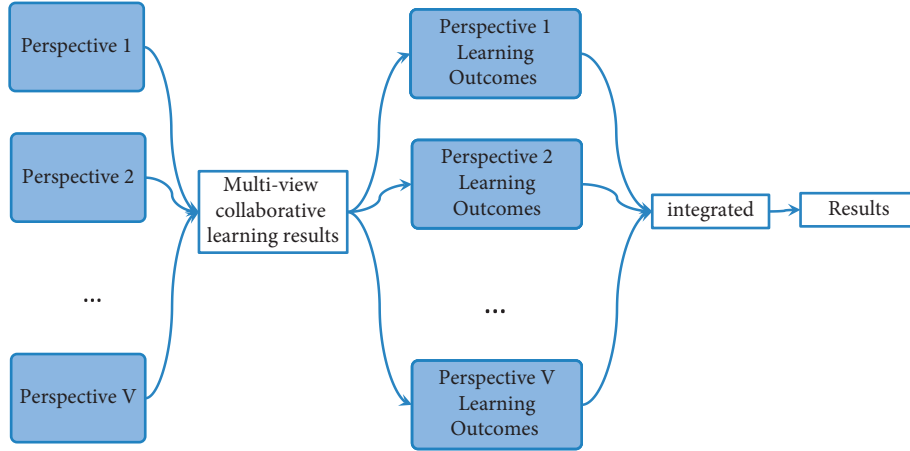 Perspective 1
Perspective 2
...
Perspective V
Multi-view
collaborative
learning results
Perspective 1
Learning
Outcomes
Perspective 2
Learning
Outcomes
...
Perspective V
Learning
Outcomes
integrated
Results